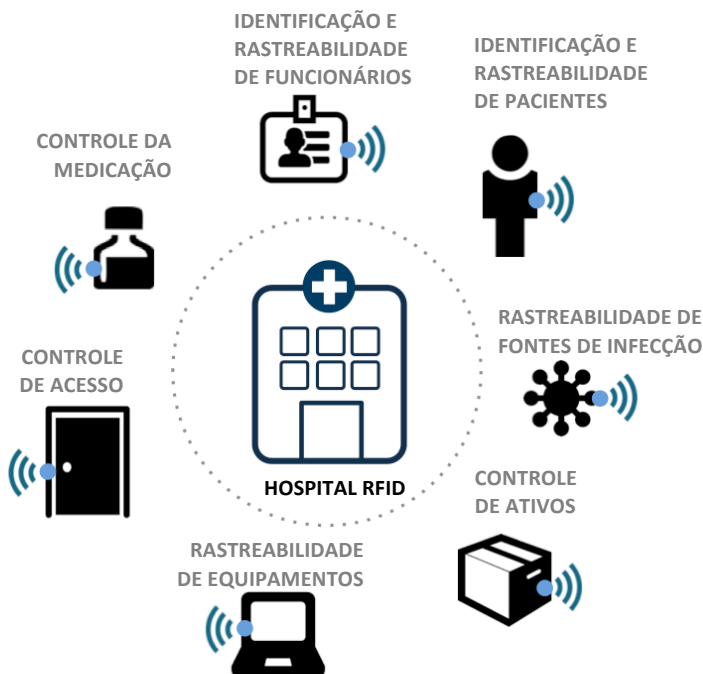 IDENTIFICAÇÃO E
RASTREABILIDADE
DE FUNCIONÁRIOS
IDENTIFICAÇÃO E
RASTREABILIDADE
DE PACIENTES
CONTROLE DA
MEDICAÇÃO
RASTREABILIDADE DE
FONTES DE INFECÇÃO
CONTROLE
DE ACESSO
HOSPITAL RFID
CONTROLE
DE ATIVOS
RASTREABILIDADE
DE EQUIPAMENTOS